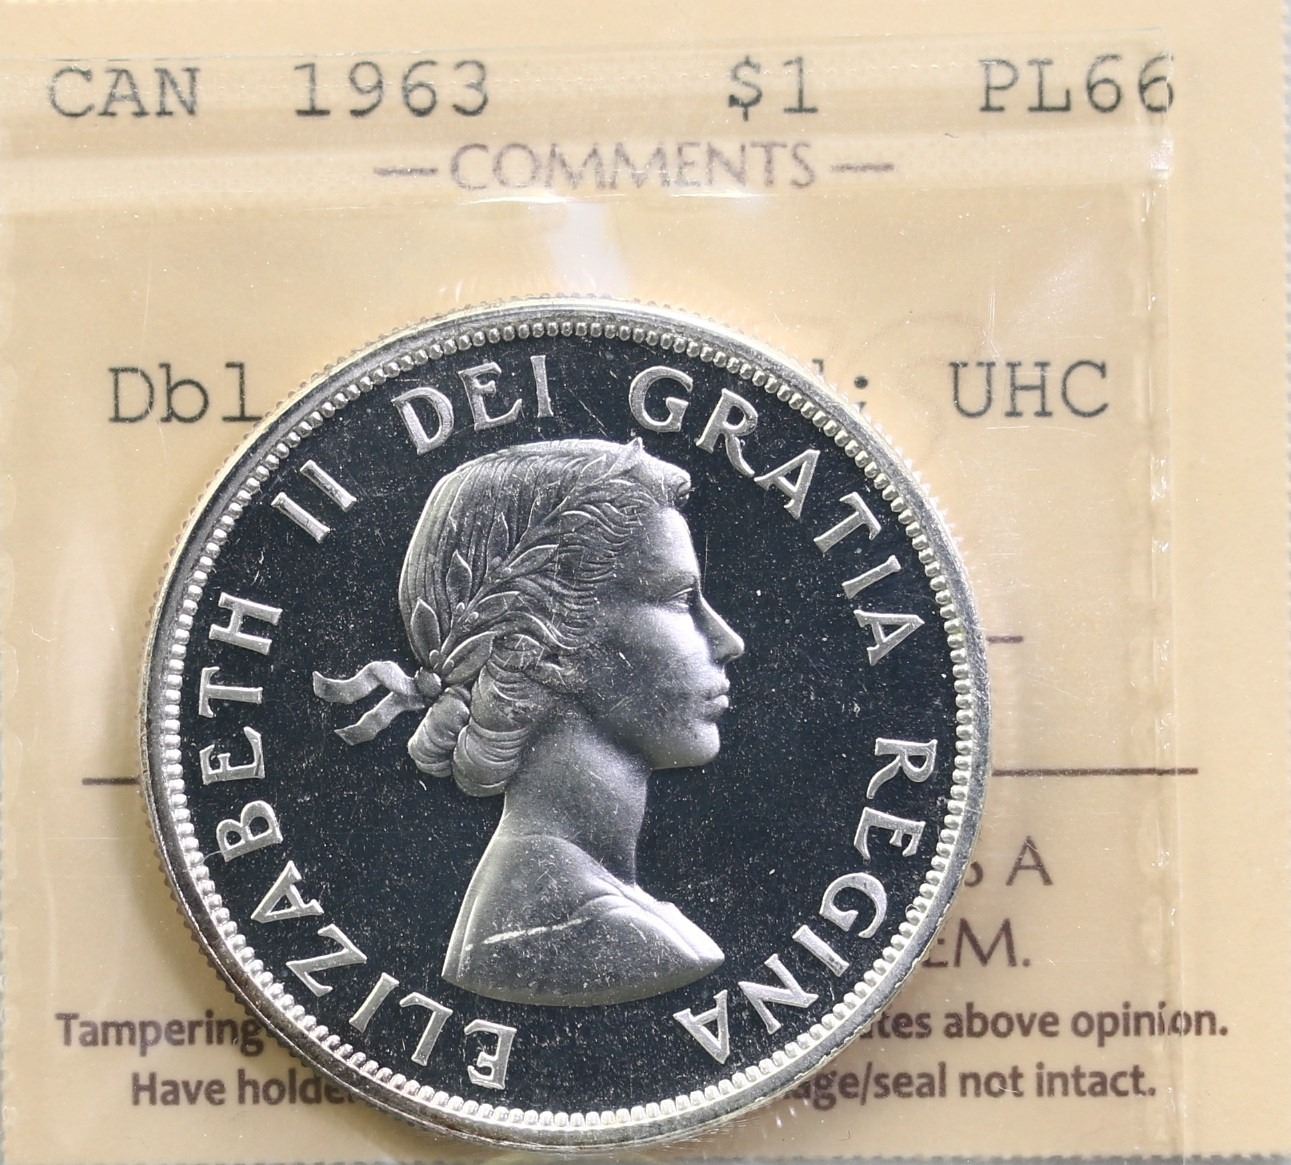 CAN 1963 $1 PL66
COMMENTS
Dbl ; UHC
ELIZABETH II DEI GRATIA REGINA
A
EM.
Tampering tes above opinion.
Have holde age/seal not intact.